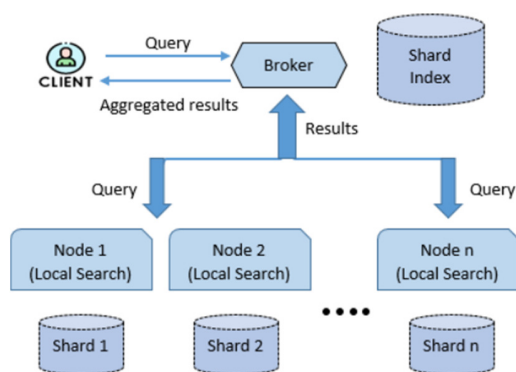 Query
Broker
Shard
Index
CLIENT
Aggregated results
Results
Query
Query
Node 1
(Local Search)
Node 2
(Local Search)
Node n
(Local Search)
Shard 1
Shard 2
Shard n